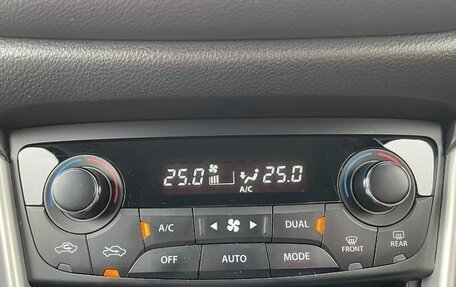 25.0 25.0
A/C
A/C DUAL
FRONT REAR
OFF AUTO MODE